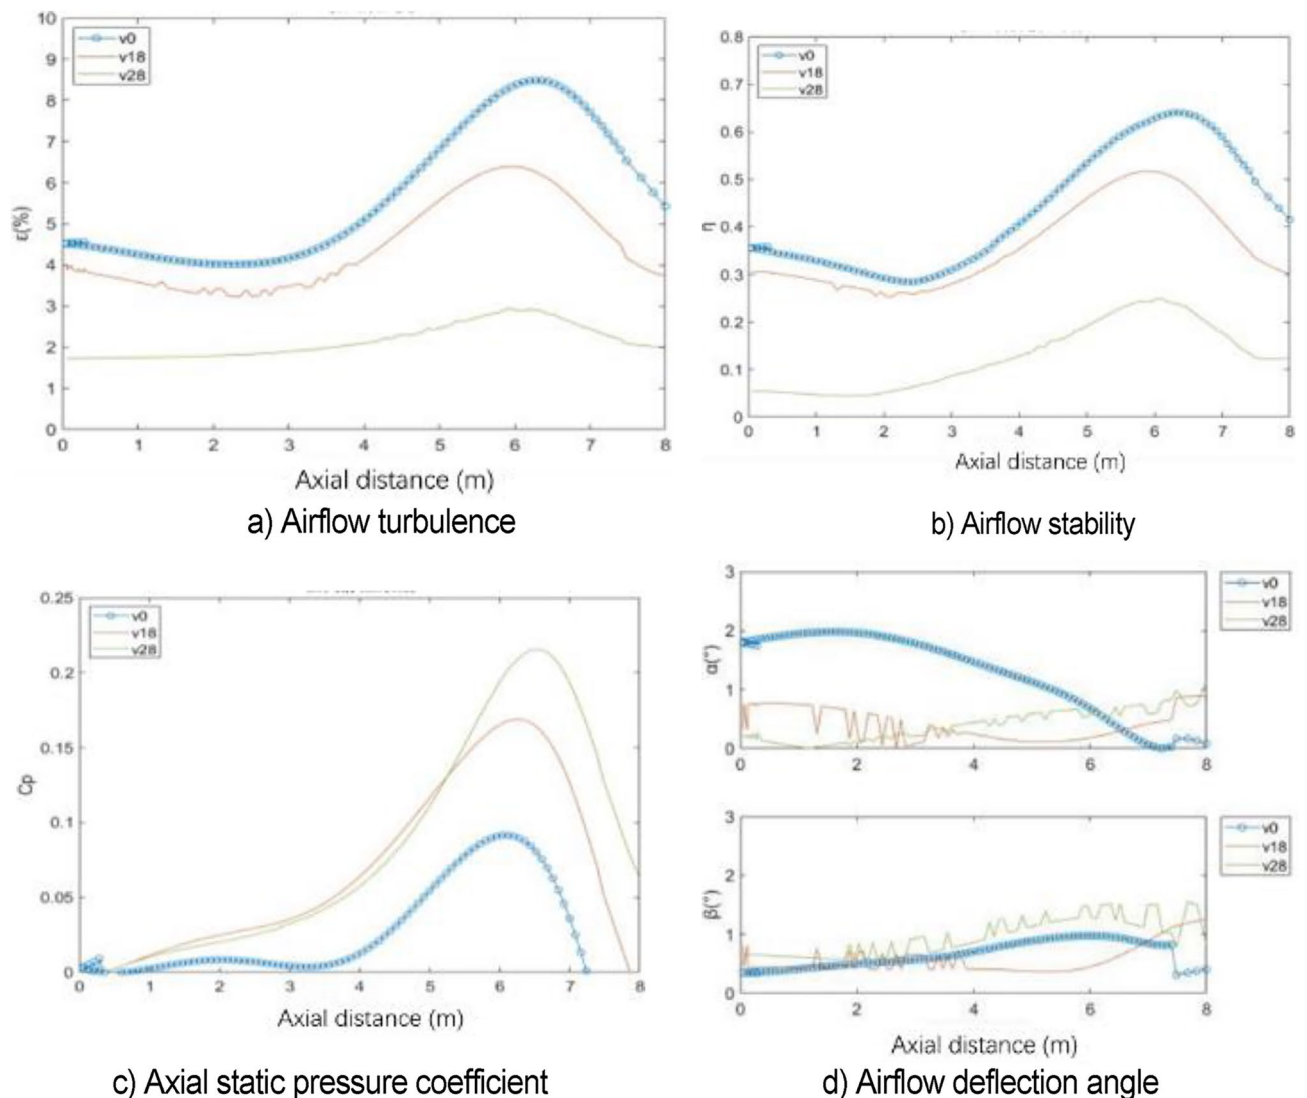 10
9
8
7
6
5
4
3
2
1
0
ε(%)
v0
v18
v28
0 1 2 3 4 5 6 7 8
Axial distance (m)
a) Airflow turbulence
0.8
0.7
0.6
0.5
0.4
0.3
0.2
0.1
0
η
v0
v18
v28
0 1 2 3 4 5 6 7 8
Axial distance (m)
b) Airflow stability
0.25
0.2
0.15
0.1
0.05
0
Cp
v0
v18
v28
0 1 2 3 4 5 6 7 8
Axial distance (m)
c) Axial static pressure coefficient
3
2
1
0
α(°)
v0
v18
v28
0 2 4 6 8
3
2
1
0
β(°)
v0
v18
v28
0 2 4 6 8
Axial distance (m)
d) Airflow deflection angle